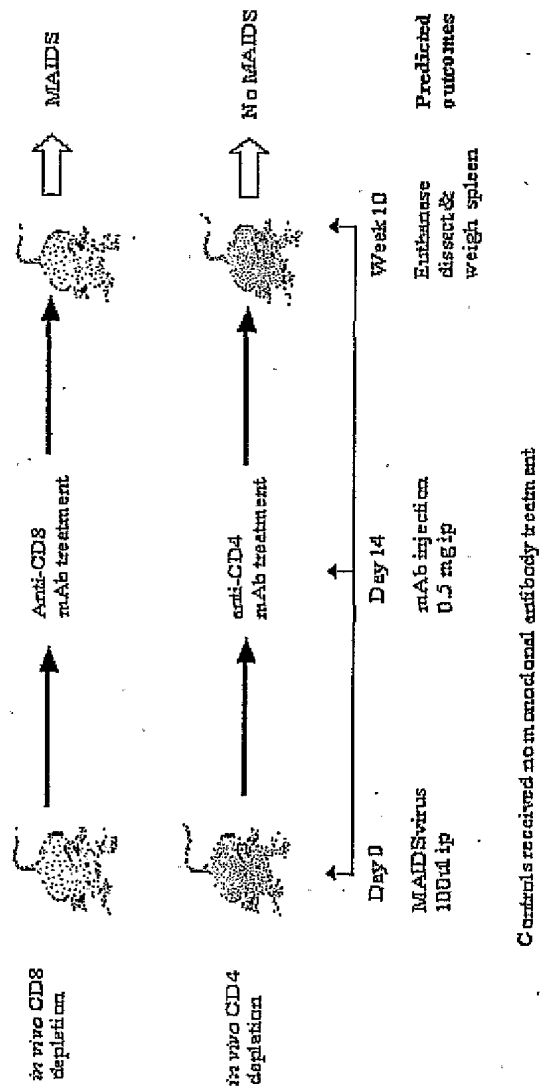 in vivo CD8
depletion
Anti-CD8
mAb treatment
MAIDS
in vivo CD4
depletion
anti-CD4
mAb treatment
No MAIDS
Day 0
Day 14
Week 10
MAIDSvirus
100ul ip
mAb injection
0.5 mg ip
Euthanase
dissect &
weigh spleen
Predicted
outcomes
Controls received no monoclonal antibody treatment